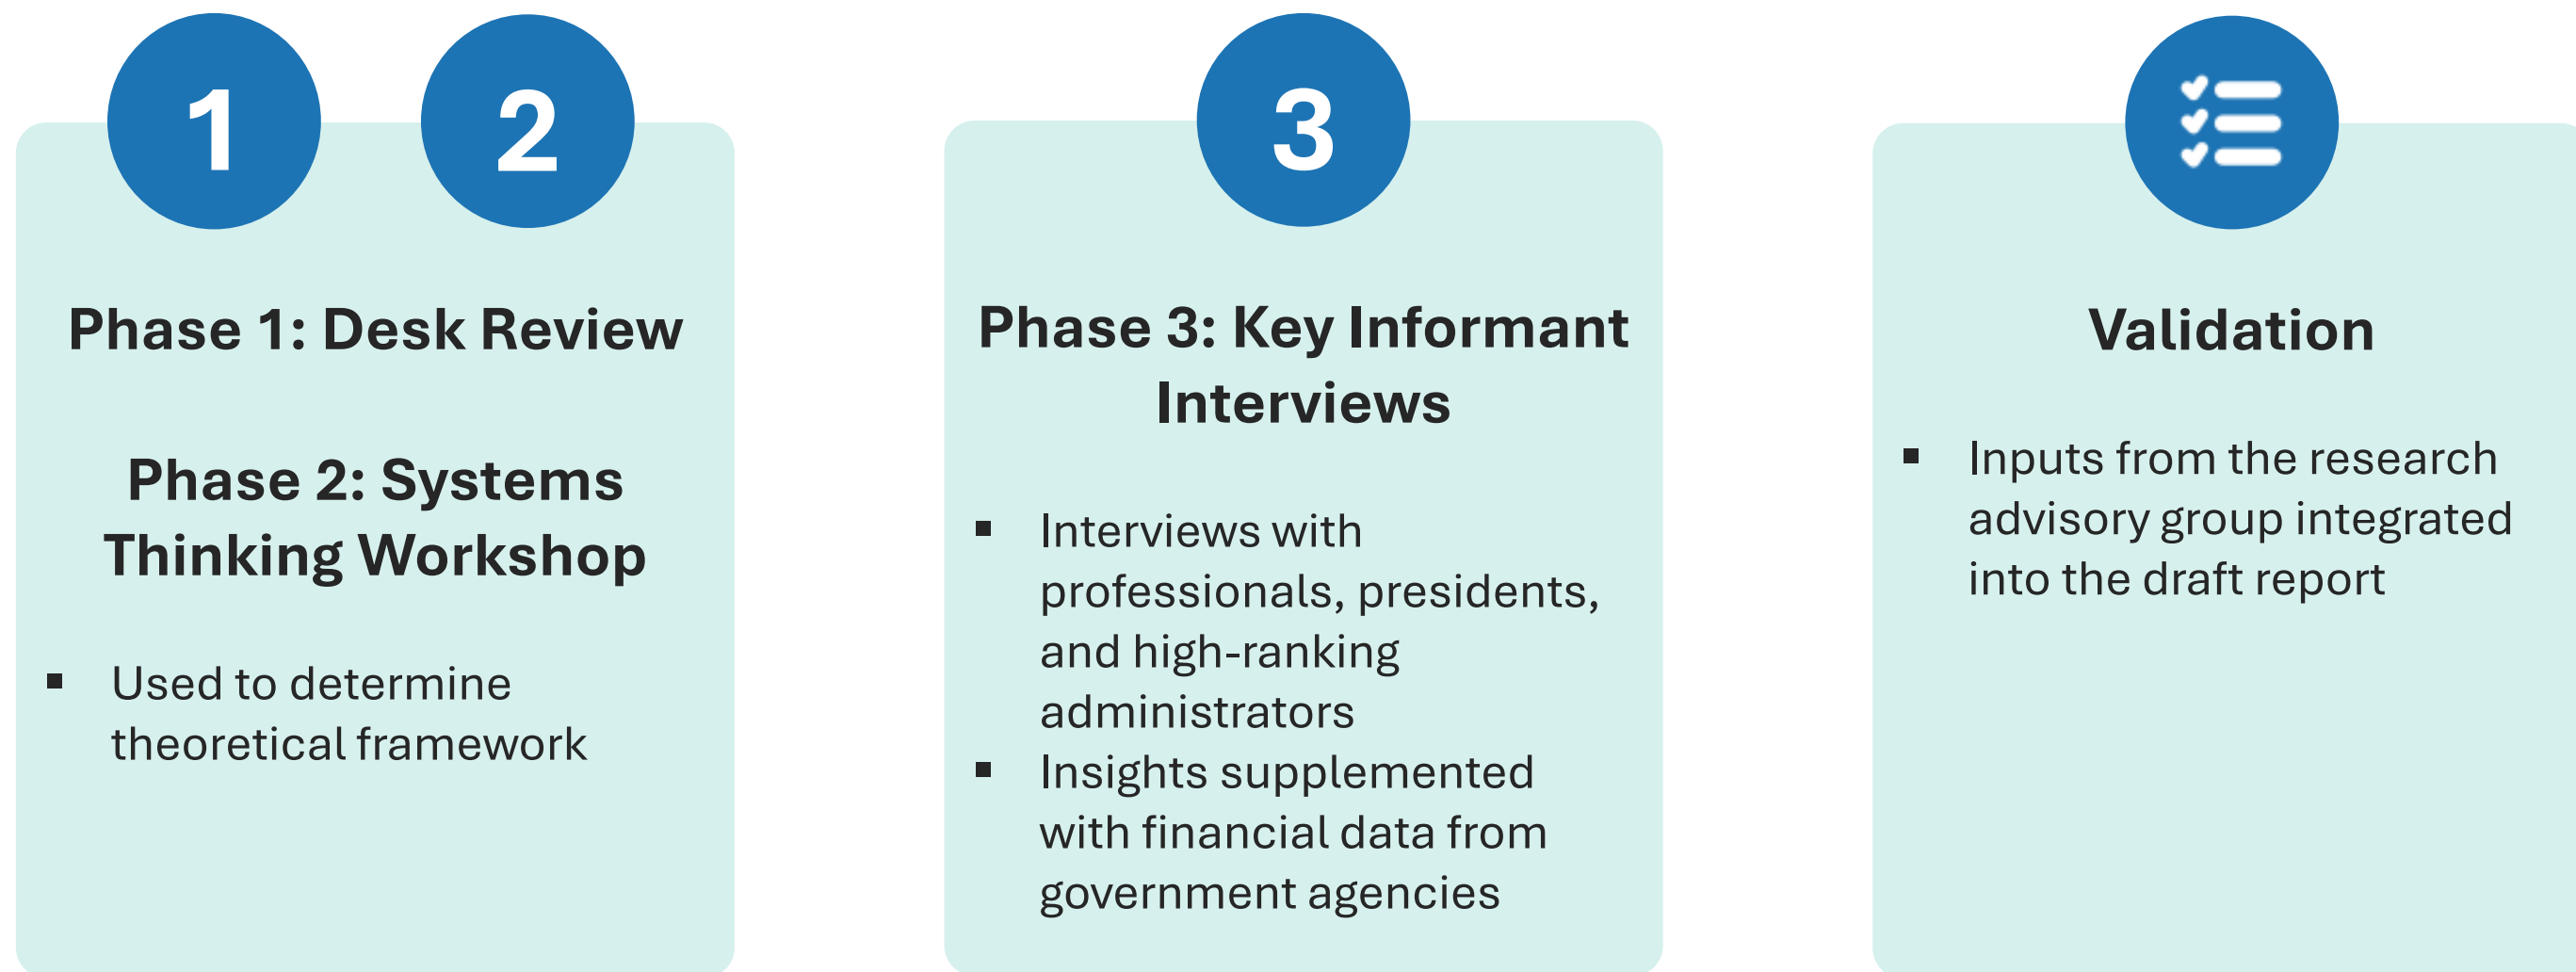 1
2
Phase 1: Desk Review
Phase 2: Systems
Thinking Workshop
▪ Used to determine
theoretical framework
3
Phase 3: Key Informant
Interviews
▪ Interviews with
professionals, presidents,
and high-ranking
administrators
▪ Insights supplemented
with financial data from
government agencies
Validation
▪ Inputs from the research
advisory group integrated
into the draft report